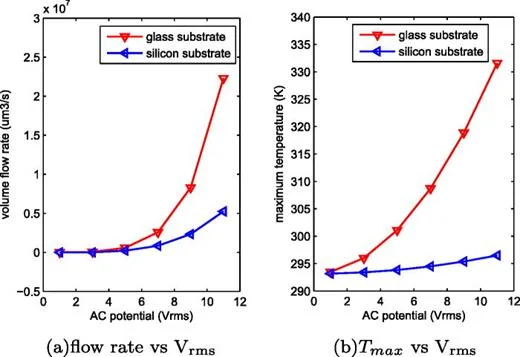 x 10⁷
3
2.5
2
1.5
1
0.5
0
−0.5
0 2 4 6 8 10 12
volume flow rate (um3/s)
AC potential (Vrms)
glass substrate
silicon substrate
(a)flow rate vs Vrms
340
335
330
325
320
315
310
305
300
295
290
0 2 4 6 8 10 12
maximum temperature (K)
AC potential (Vrms)
glass substrate
silicon substrate
(b)Tmax vs Vrms